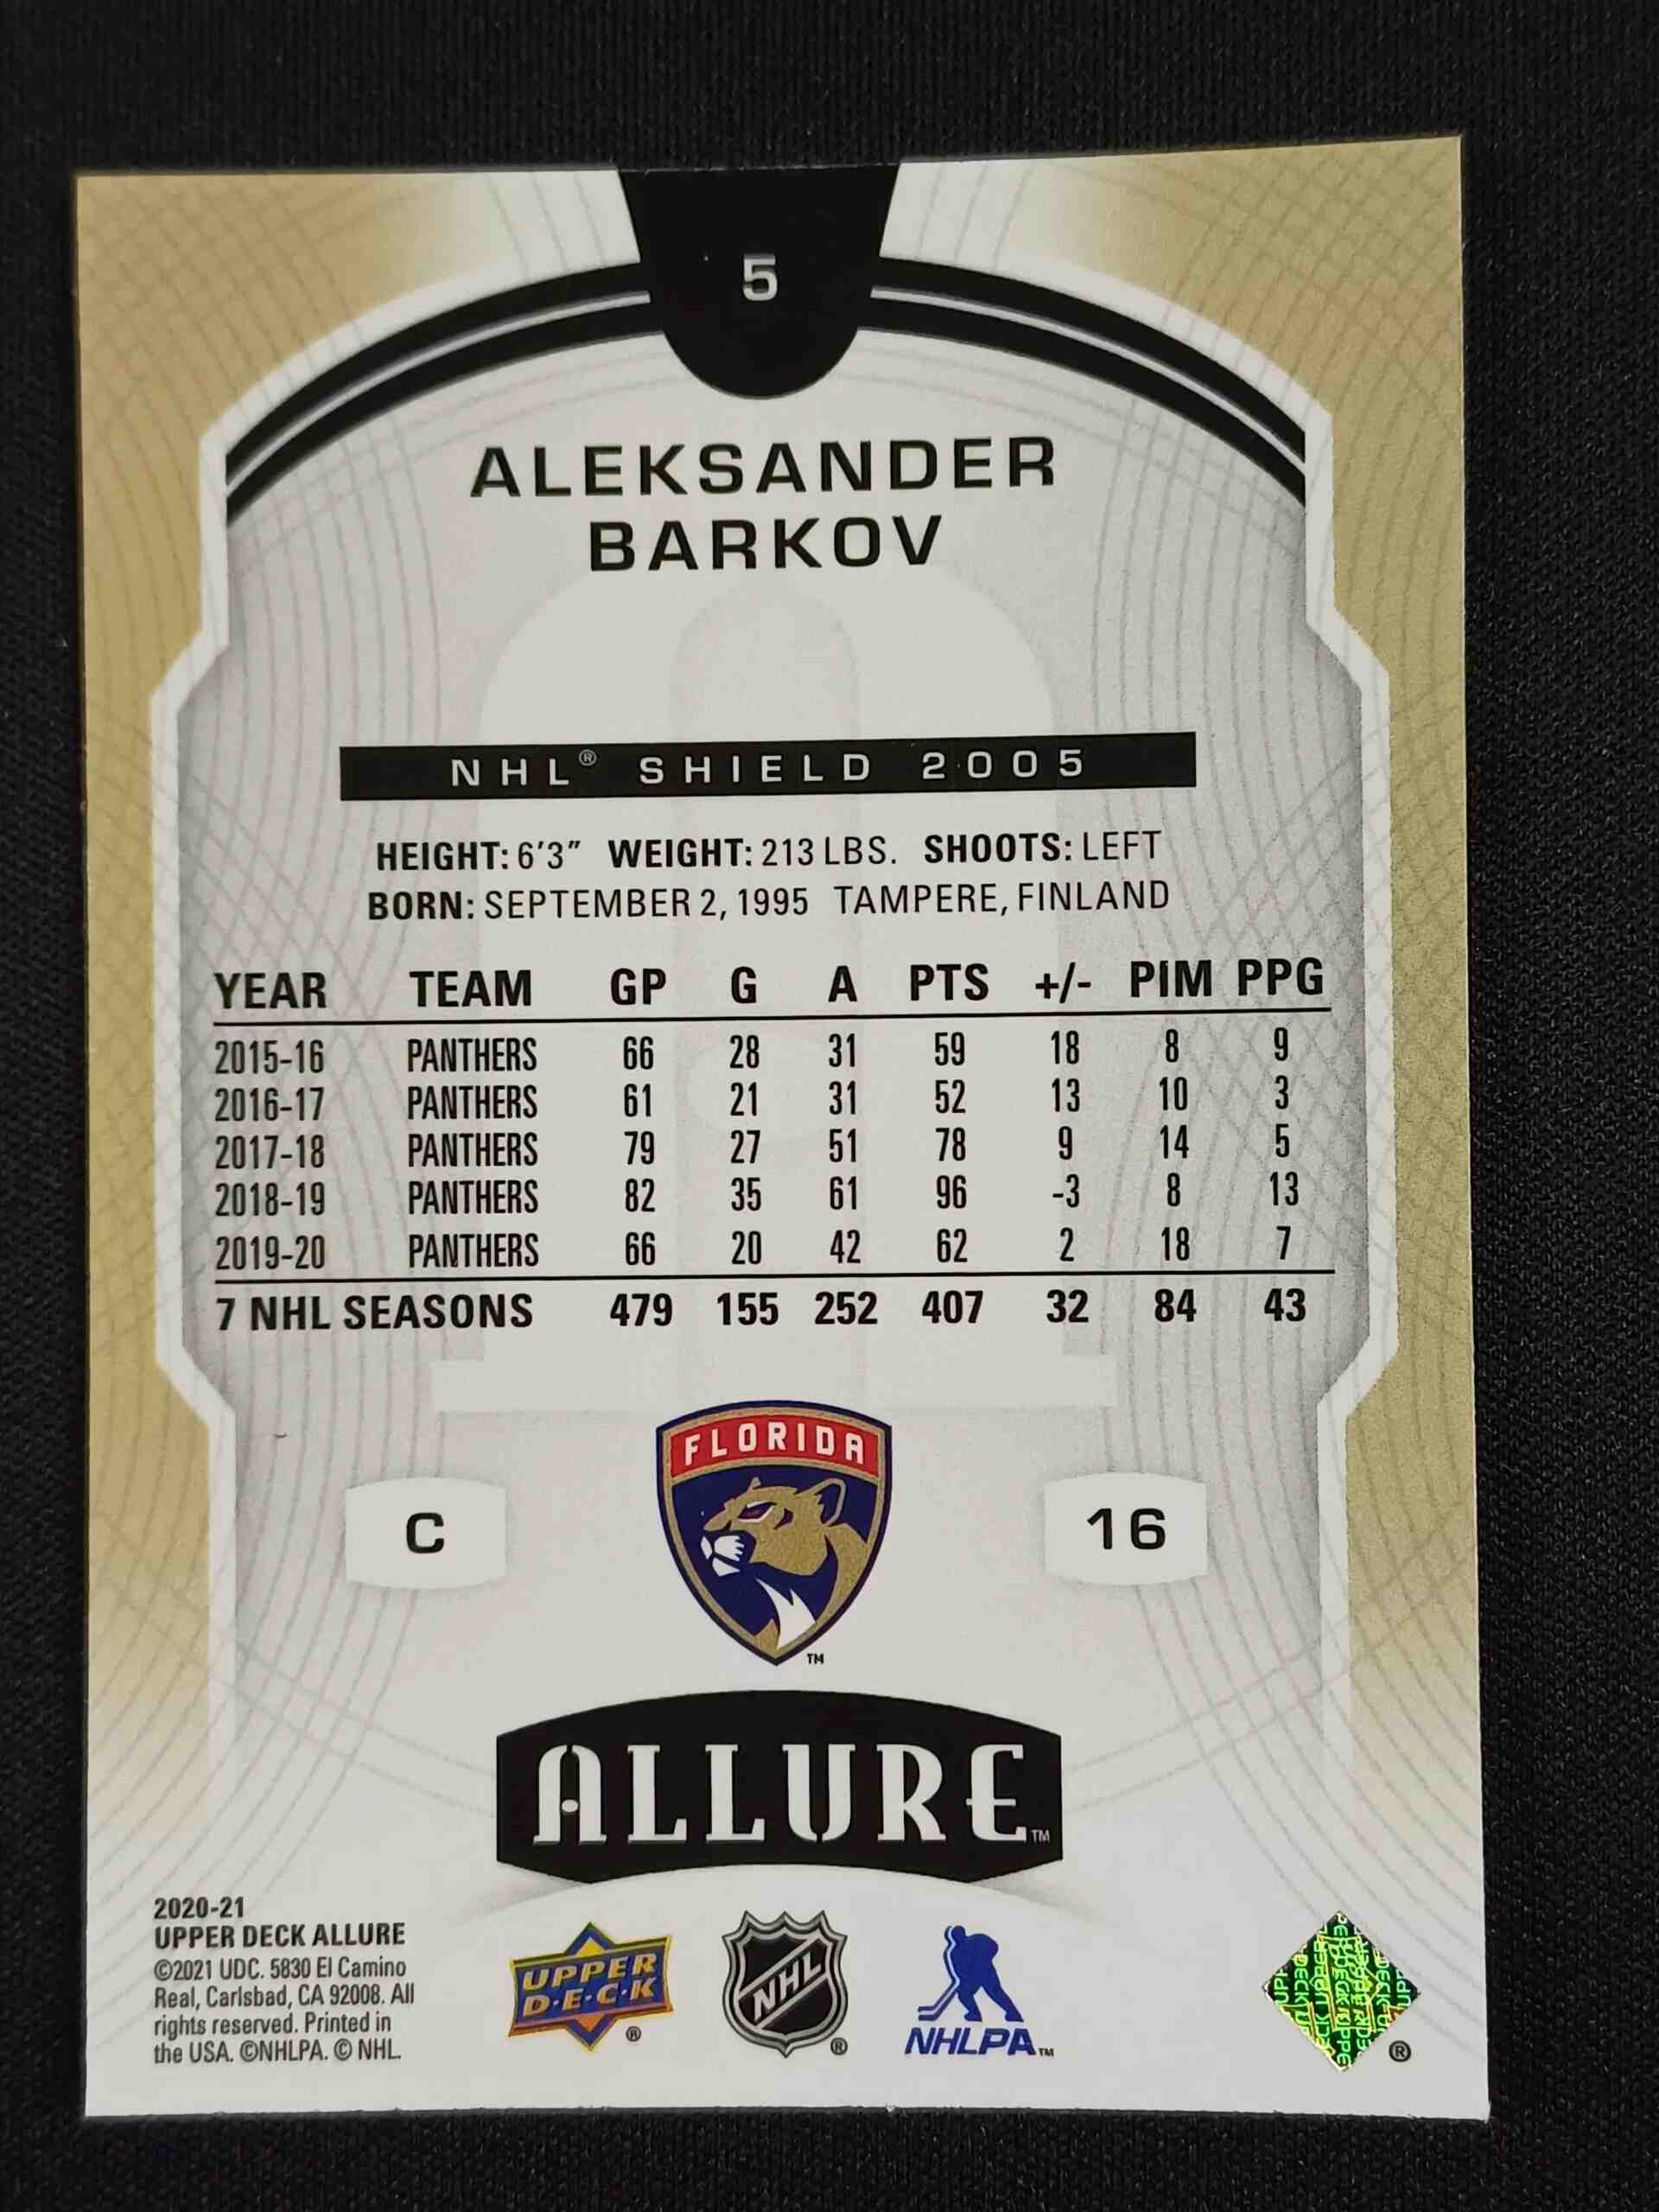 5
ALEKSANDER
BARKOV
NHL® SHIELD 2005
HEIGHT: 6'3" WEIGHT: 213 LBS. SHOOTS: LEFT
BORN: SEPTEMBER 2, 1995 TAMPERE, FINLAND
YEAR TEAM GP G A PTS +/- PIM PPG
2015-16 PANTHERS 66 28 31 59 18 8 9
2016-17 PANTHERS 61 21 31 52 13 10 3
2017-18 PANTHERS 79 27 51 78 9 14 5
2018-19 PANTHERS 82 35 61 96 -3 8 13
2019-20 PANTHERS 66 20 42 62 2 18 7
7 NHL SEASONS 479 155 252 407 32 84 43
FLORIDA
C
16
TM
ALLURE™
2020-21
UPPER DECK ALLURE
©2021 UDC. 5830 El Camino
Real, Carlsbad, CA 92008. All
rights reserved. Printed in
the USA. ©NHLPA. © NHL.
UPPER
D·E·C·K
®
NHL
®
NHLPA™
®